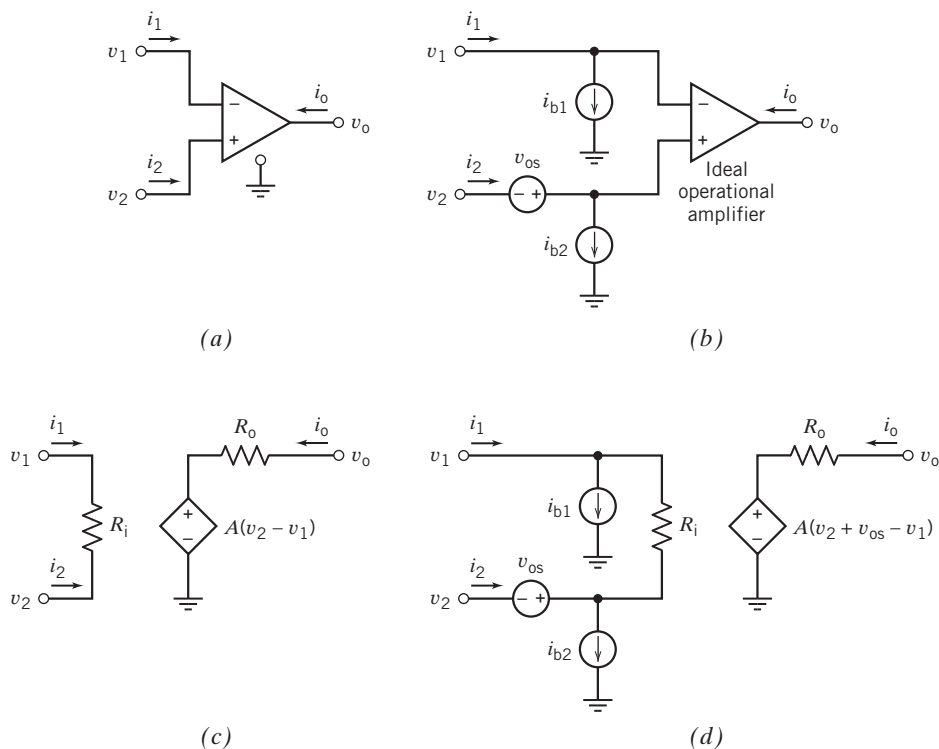 i1
v1
−
+
io
vo
i2
v2
(a)
i1
v1
ib1
−
+
io
vo
i2
vos
v2
− +
Ideal
operational
amplifier
ib2
(b)
i1
v1
Ri
i2
v2
Ro
io
vo
+
−
A(v2 − v1)
(c)
i1
v1
ib1
Ri
i2
vos
v2
− +
ib2
Ro
io
vo
+
−
A(v2 + vos − v1)
(d)